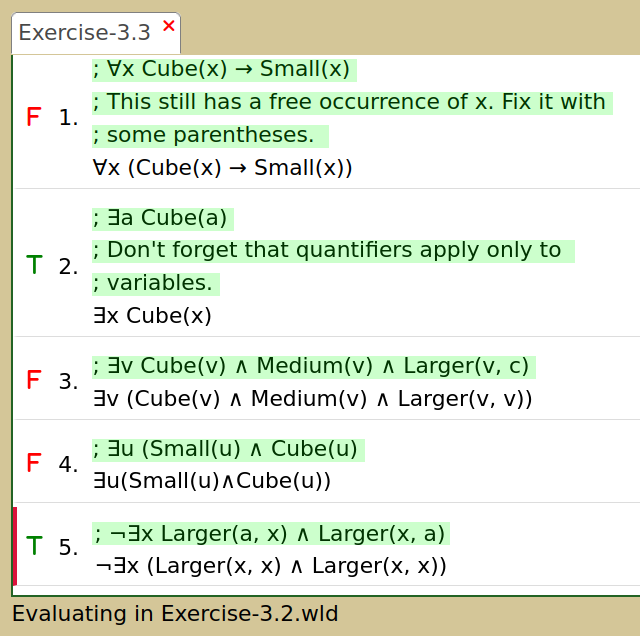 Exercise-3.3 ×
; ∀x Cube(x) → Small(x)
; This still has a free occurrence of x. Fix it with
F 1.
; some parentheses.
∀x (Cube(x) → Small(x))
; ∃a Cube(a)
; Don't forget that quantifiers apply only to
T 2.
; variables.
∃x Cube(x)
; ∃v Cube(v) ∧ Medium(v) ∧ Larger(v, c)
F 3.
∃v (Cube(v) ∧ Medium(v) ∧ Larger(v, v))
; ∃u (Small(u) ∧ Cube(u)
F 4.
∃u(Small(u)∧Cube(u))
; ¬∃x Larger(a, x) ∧ Larger(x, a)
T 5.
¬∃x (Larger(x, x) ∧ Larger(x, x))
Evaluating in Exercise-3.2.wld